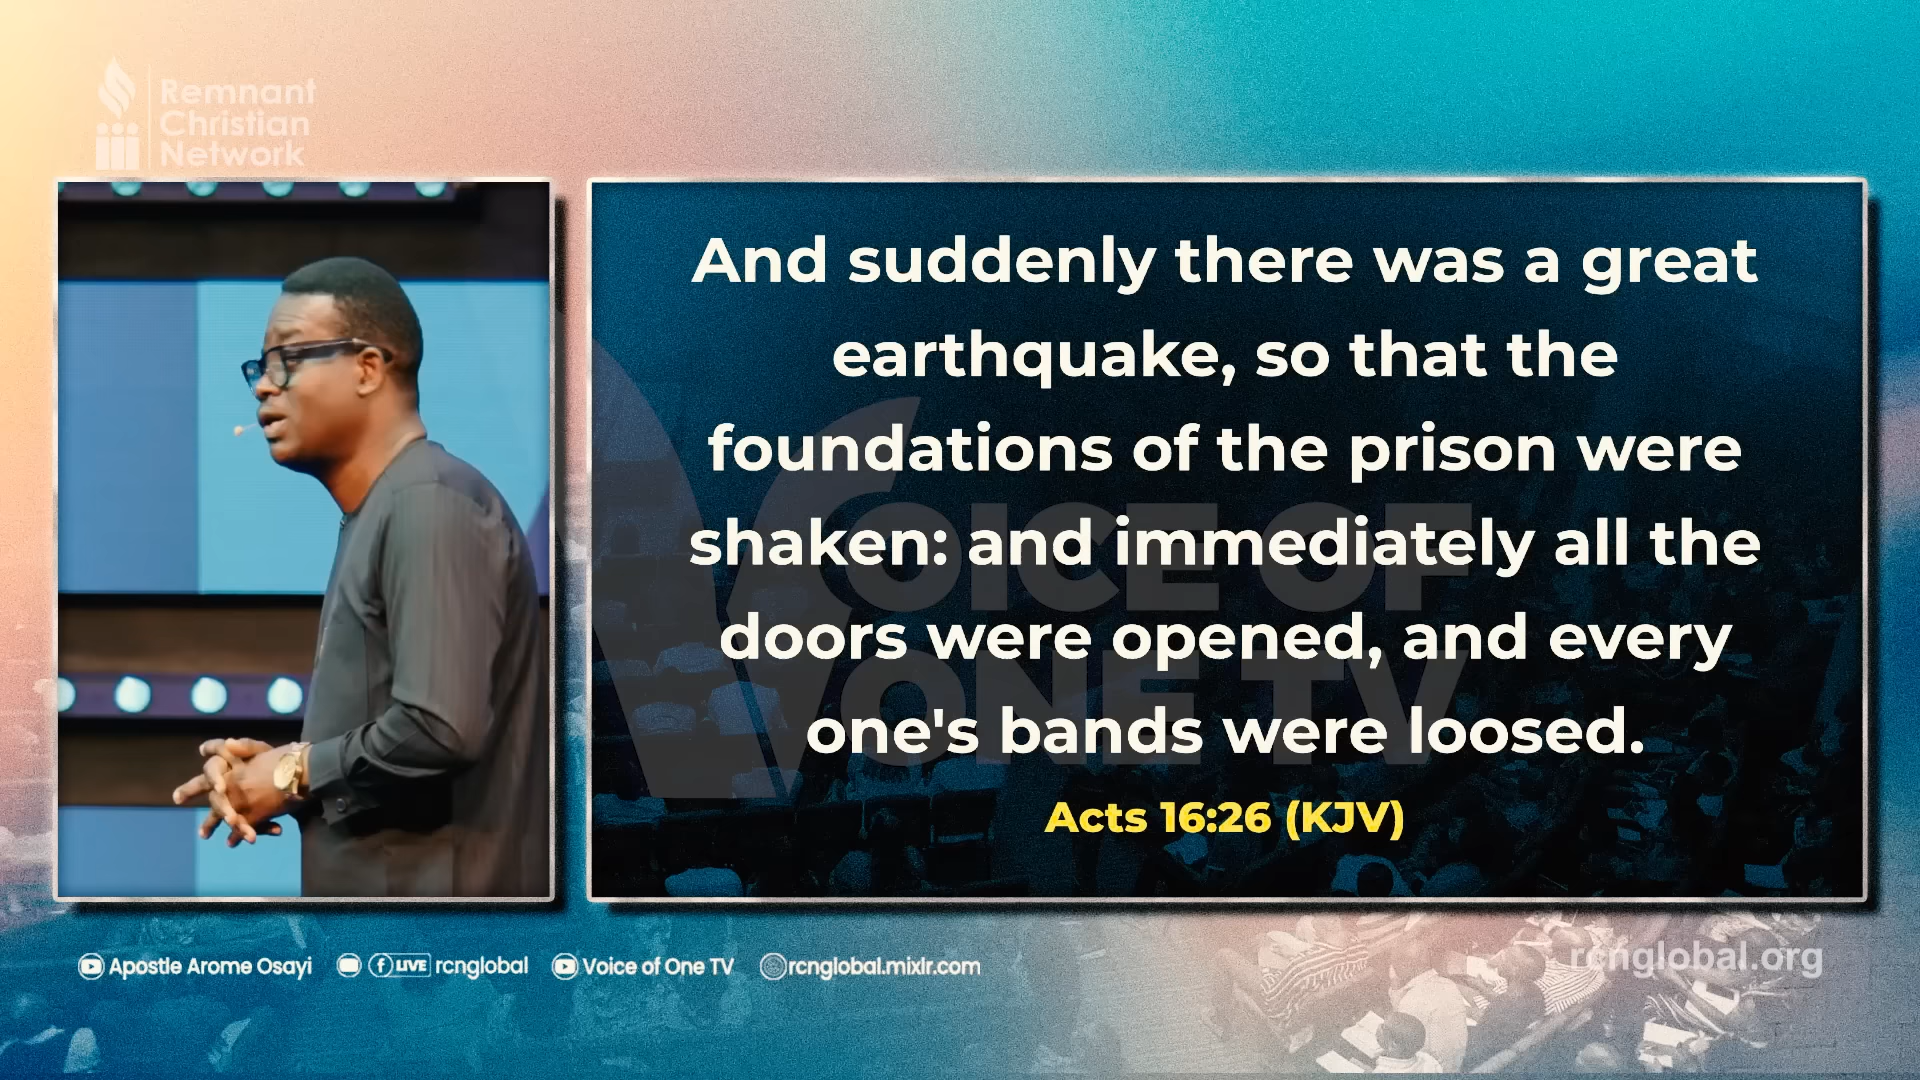 Remnant
Christian
Network
And suddenly there was a great
earthquake, so that the
foundations of the prison were
shaken: and immediately all the
doors were opened, and every
one's bands were loosed.
Acts 16:26 (KJV)
VOICE OF
ONE TV
Apostle Arome Osayi
LIVE rcnglobal
Voice of One TV
rcnglobal.mixlr.com
rcnglobal.org